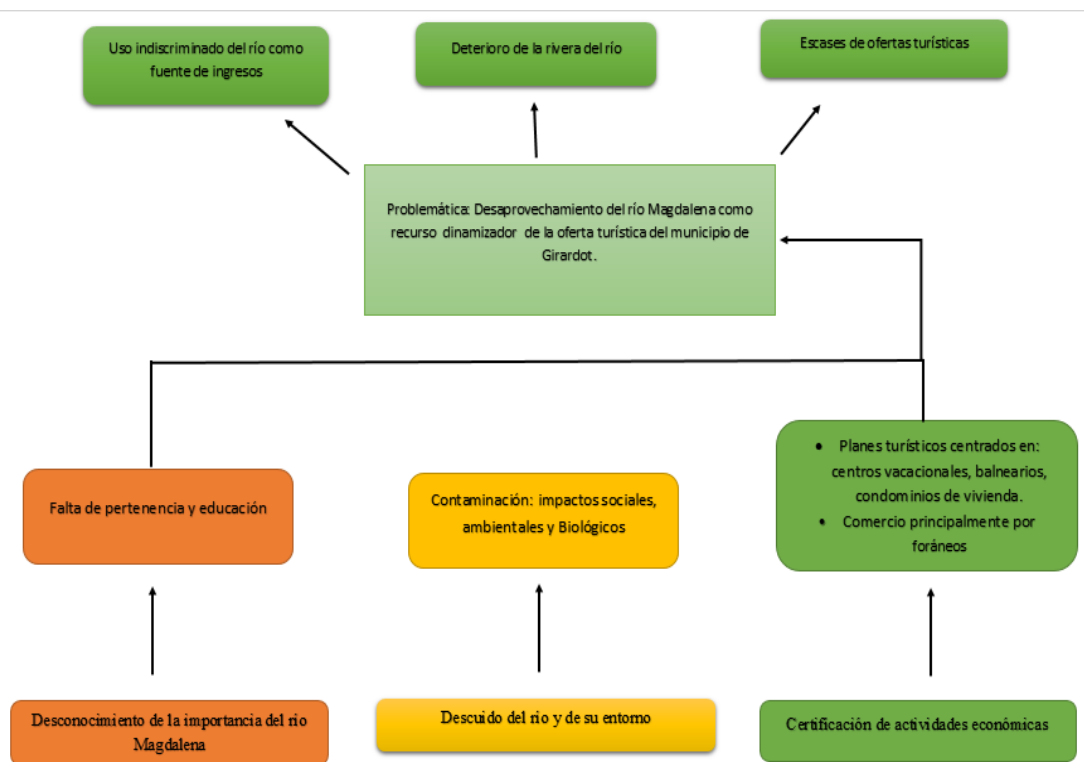 Uso indiscriminado del río como
fuente de ingresos
Deterioro de la rivera del río
Escases de ofertas turísticas
Problemática: Desaprovechamiento del río Magdalena como
recurso dinamizador de la oferta turística del municipio de
Girardot.
Falta de pertenencia y educación
Contaminación: impactos sociales,
ambientales y Biológicos
• Planes turísticos centrados en:
centros vacacionales, balnearios,
condominios de vivienda.
• Comercio principalmente por
foráneos
Desconocimiento de la importancia del rio
Magdalena
Descuido del río y de su entorno
Certificación de actividades económicas